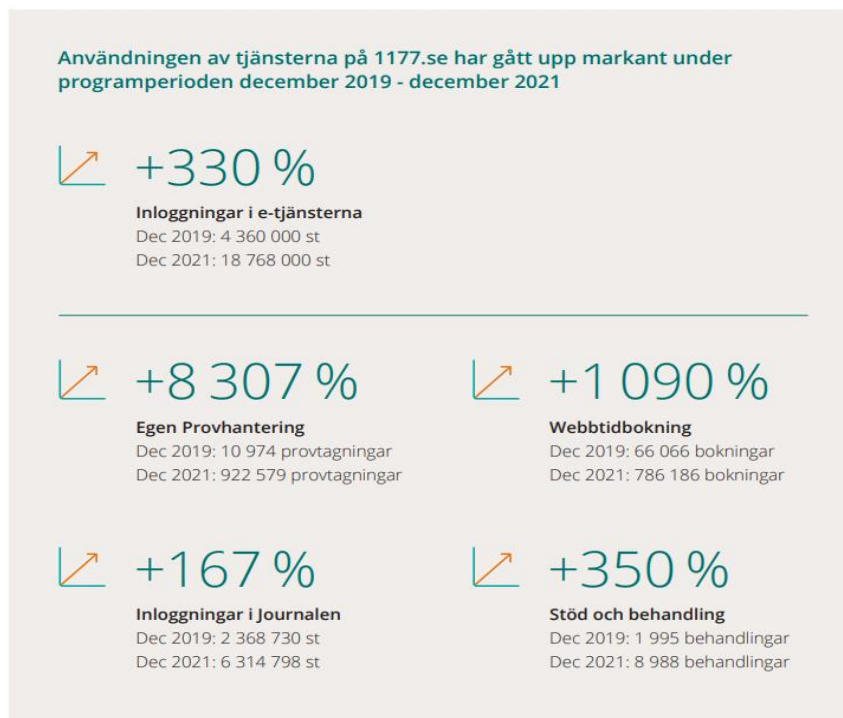 Användningen av tjänsterna på 1177.se har gått upp markant under
programperioden december 2019 - december 2021
+330 %
Inloggningar i e-tjänsterna
Dec 2019: 4 360 000 st
Dec 2021: 18 768 000 st
+8 307 %
Egen Provhantering
Dec 2019: 10 974 provtagningar
Dec 2021: 922 579 provtagningar
+1 090 %
Webbtidbokning
Dec 2019: 66 066 bokningar
Dec 2021: 786 186 bokningar
+167 %
Inloggningar i Journalen
Dec 2019: 2 368 730 st
Dec 2021: 6 314 798 st
+350 %
Stöd och behandling
Dec 2019: 1 995 behandlingar
Dec 2021: 8 988 behandlingar